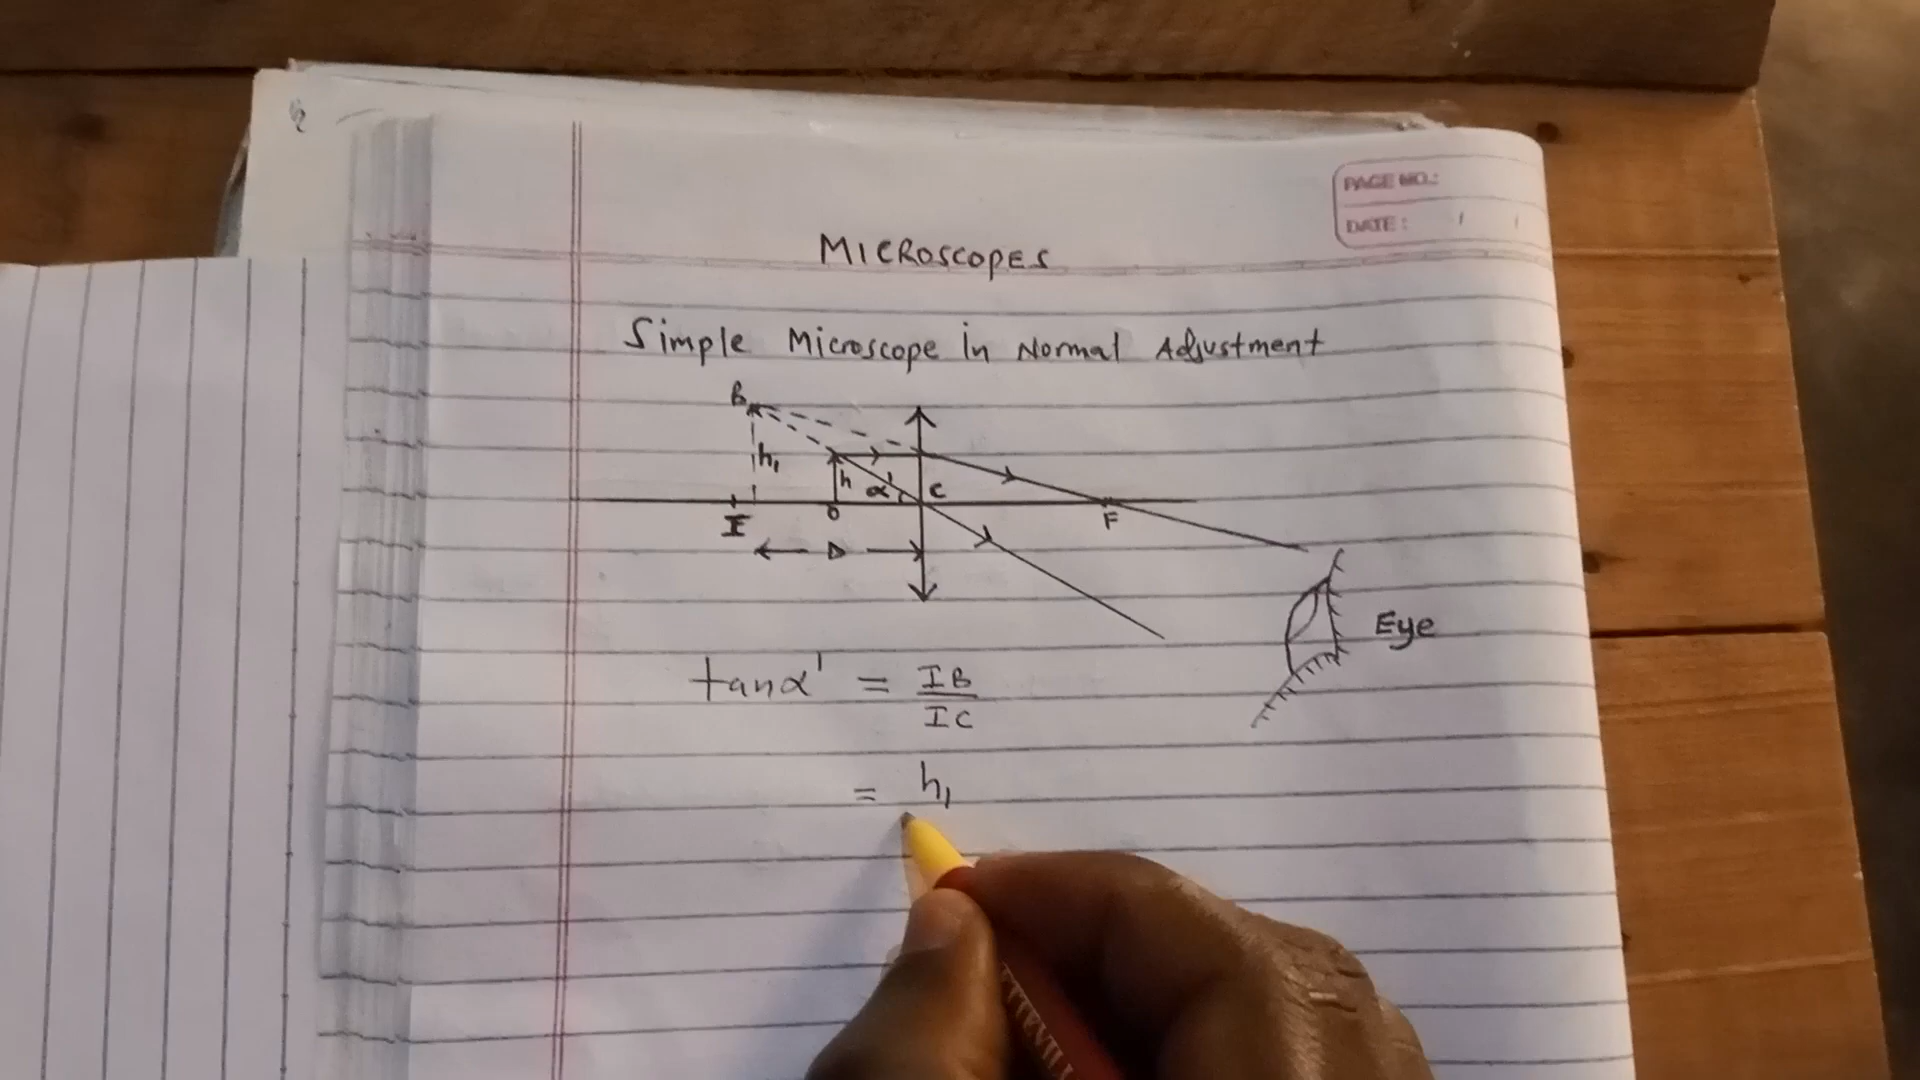 PAGE NO.:
DATE: / /
MICROSCOPES
Simple Microscope in Normal Adjustment
B
h₁
h α' C
I O F
D
Eye
tanα' = IB
IC
= h₁